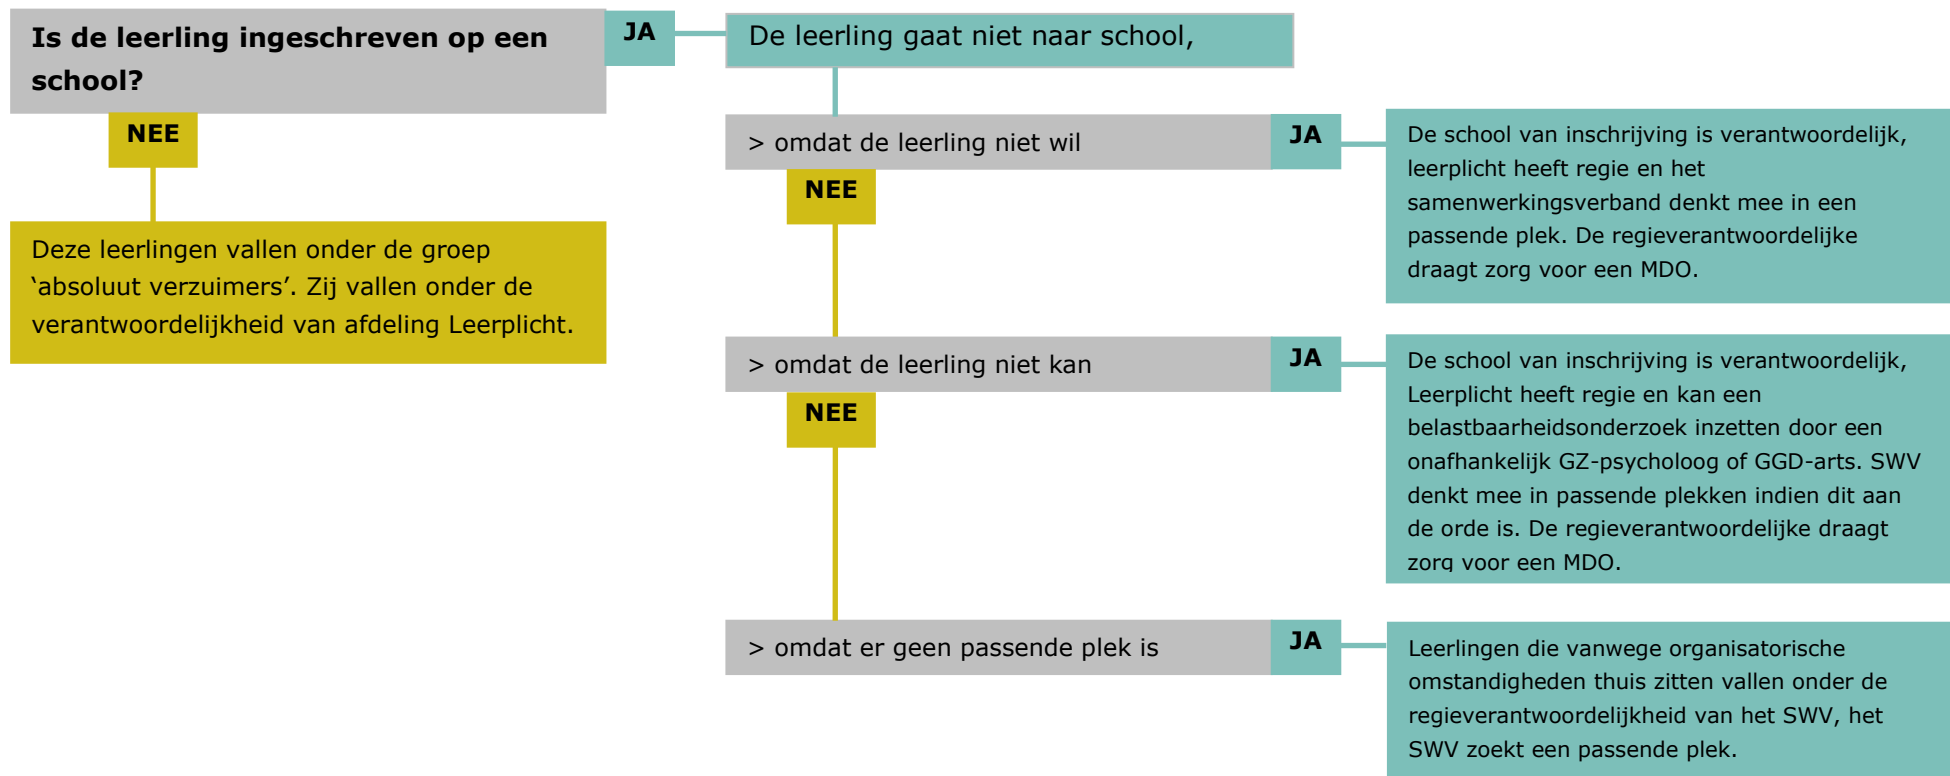 Is de leerling ingeschreven op een
school?
JA
De leerling gaat niet naar school,
NEE
Deze leerlingen vallen onder de groep
‘absoluut verzuimers’. Zij vallen onder de
verantwoordelijkheid van afdeling Leerplicht.
> omdat de leerling niet wil
JA
De school van inschrijving is verantwoordelijk,
leerplicht heeft regie en het
samenwerkingsverband denkt mee in een
passende plek. De regieverantwoordelijke
draagt zorg voor een MDO.
NEE
> omdat de leerling niet kan
JA
De school van inschrijving is verantwoordelijk,
Leerplicht heeft regie en kan een
belastbaarheidsonderzoek inzetten door een
onafhankelijk GZ-psycholoog of GGD-arts. SWV
denkt mee in passende plekken indien dit aan
de orde is. De regieverantwoordelijke draagt
zorg voor een MDO.
NEE
> omdat er geen passende plek is
JA
Leerlingen die vanwege organisatorische
omstandigheden thuis zitten vallen onder de
regieverantwoordelijkheid van het SWV, het
SWV zoekt een passende plek.